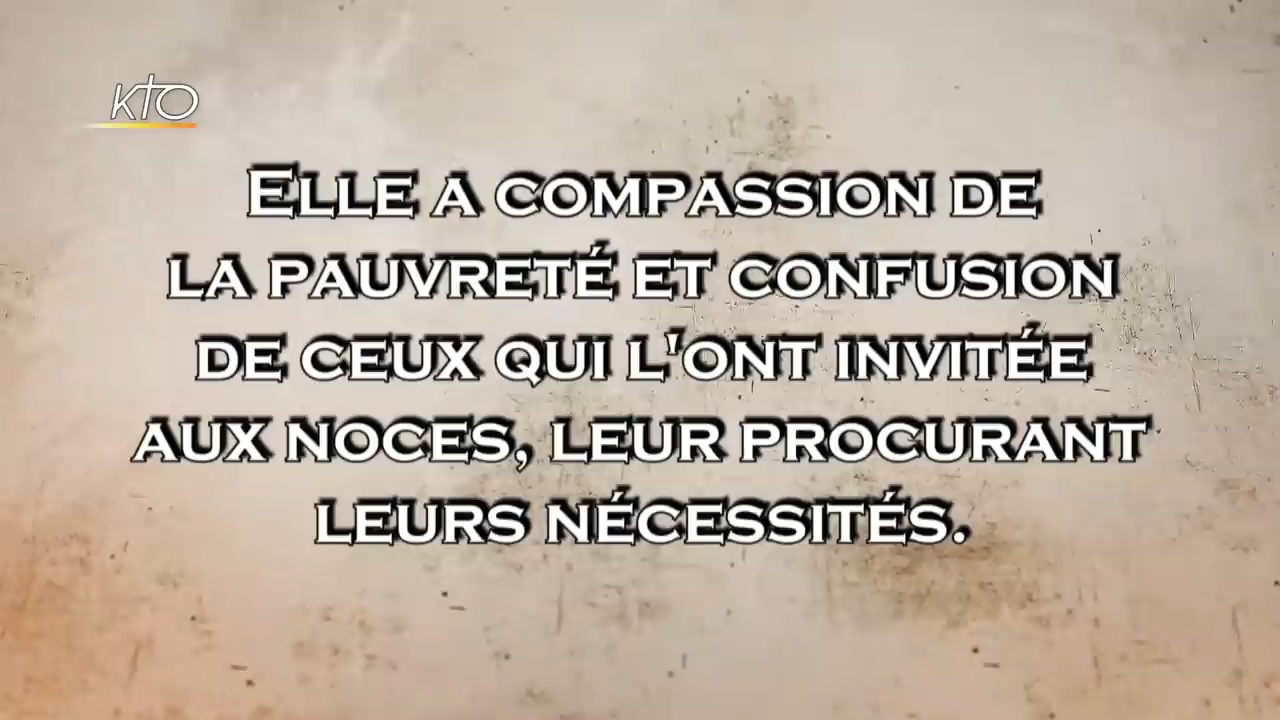 KTO
ELLE A COMPASSION DE
LA PAUVRETÉ ET CONFUSION
DE CEUX QUI L'ONT INVITÉE
AUX NOCES, LEUR PROCURANT
LEURS NÉCESSITÉS.